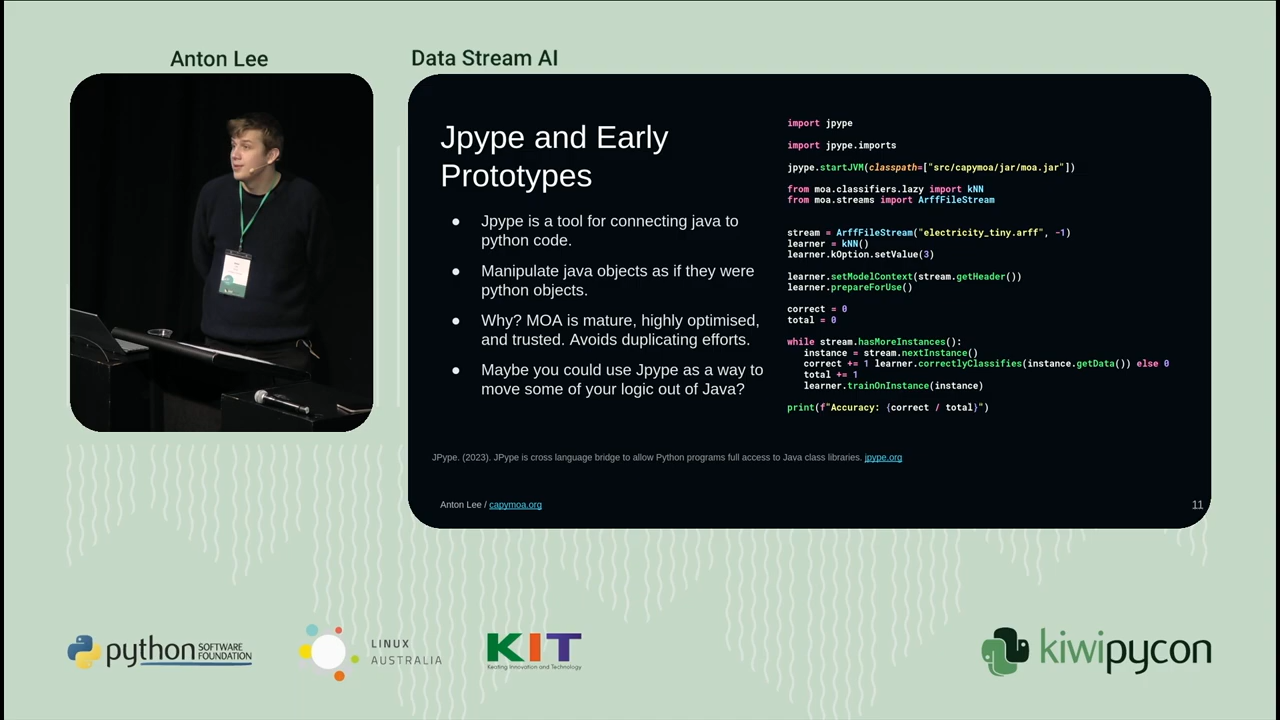 Anton Lee
Data Stream AI
Jpype and Early
Prototypes
● Jpype is a tool for connecting java to
python code.
● Manipulate java objects as if they were
python objects.
● Why? MOA is mature, highly optimised,
and trusted. Avoids duplicating efforts.
● Maybe you could use Jpype as a way to
move some of your logic out of Java?
import jpype
import jpype.imports
jpype.startJVM(classpath=["src/capymoa/jar/moa.jar"])
from moa.classifiers.lazy import kNN
from moa.streams import ArffFileStream
stream = ArffFileStream("electricity_tiny.arff", -1)
learner = kNN()
learner.kOption.setValue(3)
learner.setModelContext(stream.getHeader())
learner.prepareForUse()
correct = 0
total = 0
while stream.hasMoreInstances():
instance = stream.nextInstance()
correct += 1 learner.correctlyClassifies(instance.getData()) else 0
total += 1
learner.trainOnInstance(instance)
print(f"Accuracy: {correct / total}")
JPype. (2023). JPype is cross language bridge to allow Python programs full access to Java class libraries. jpype.org
Anton Lee / capymoa.org
11
python SOFTWARE
FOUNDATION
LINUX
AUSTRALIA
KIT
Keating Innovation and Technology
kiwipycon